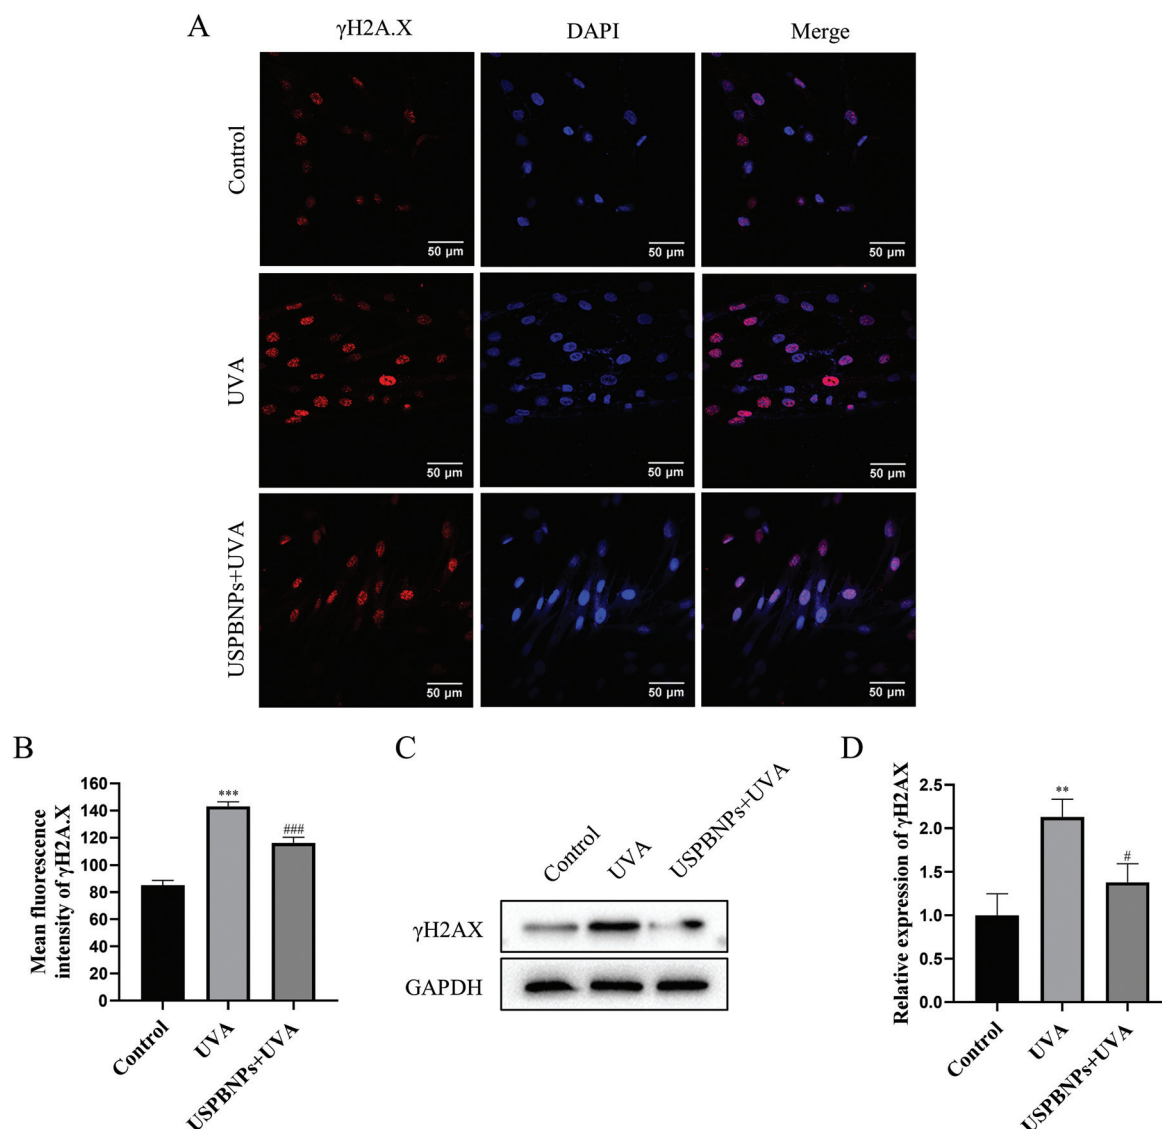 A
γH2A.X DAPI Merge
Control
50 μm 50 μm 50 μm
UVA
50 μm 50 μm 50 μm
USPBNPs+UVA
50 μm 50 μm 50 μm
B
Mean fluorescence
intensity of γH2A.X
160
140
120
100
80
60
40
20
0
***
###
Control
UVA
USPBNPs+UVA
C
Control
UVA
USPBNPs+UVA
γH2AX
GAPDH
D
Relative expression of γH2AX
2.5
2.0
1.5
1.0
0.5
0.0
**
#
Control
UVA
USPBNPs+UVA